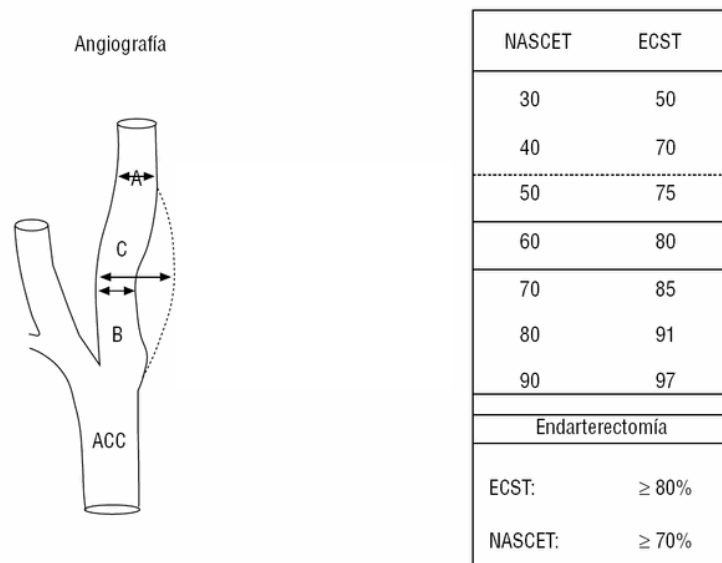 Angiografía
A
C
B
ACC
NASCET ECST
30 50
40 70
50 75
60 80
70 85
80 91
90 97
Endarterectomía
ECST: ≥ 80%
NASCET: ≥ 70%